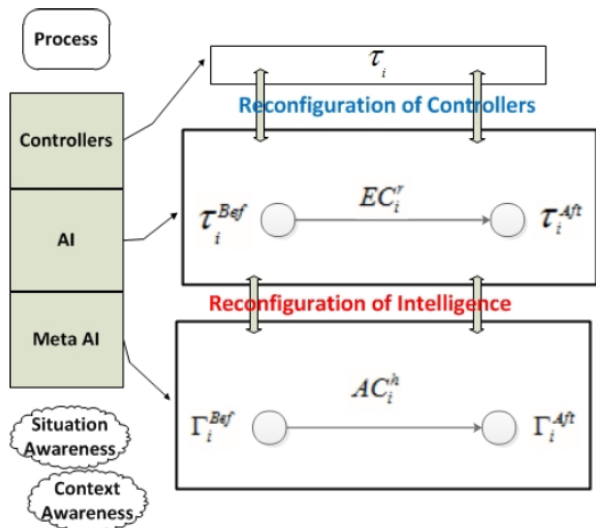 Process
τ_i
Reconfiguration of Controllers
Controllers
τ_i^{Bef}
EC_i^r
τ_i^{Aft}
AI
Reconfiguration of Intelligence
Meta AI
Γ_i^{Bef}
AC_i^h
Γ_i^{Aft}
Situation
Awareness
Context
Awareness